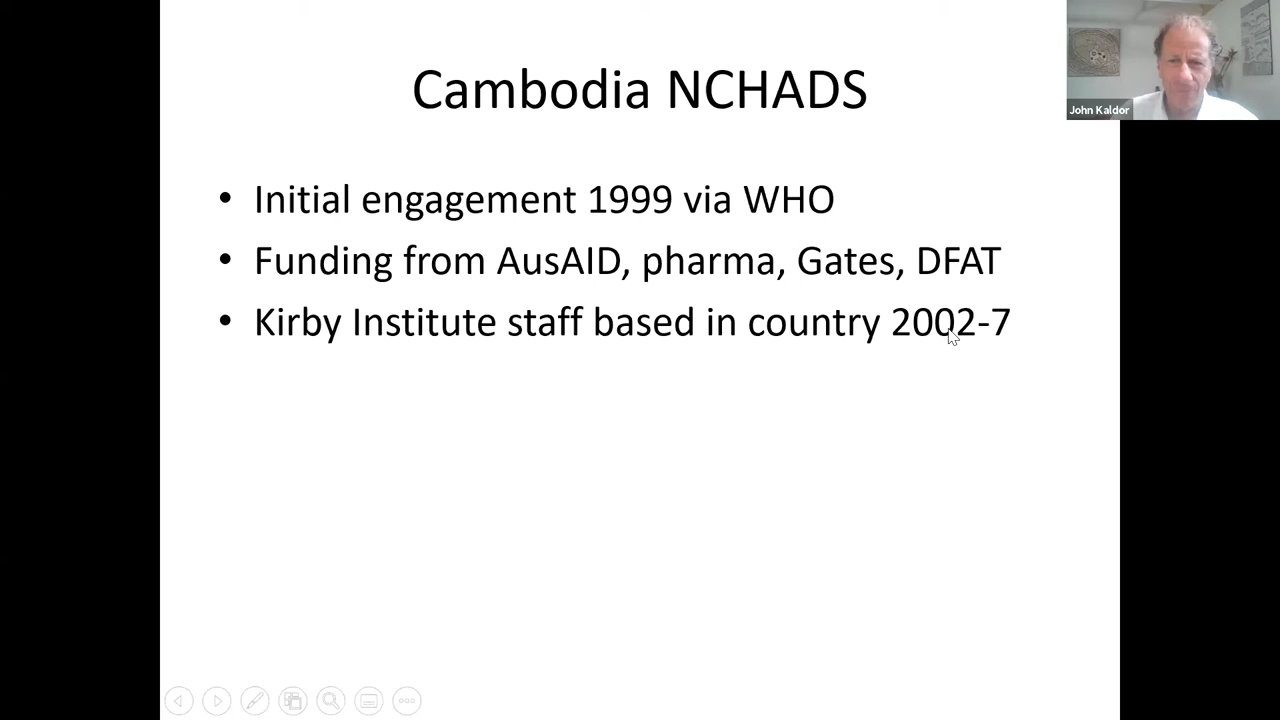 Cambodia NCHADS
John Kaldor
• Initial engagement 1999 via WHO
• Funding from AusAID, pharma, Gates, DFAT
• Kirby Institute staff based in country 2002-7